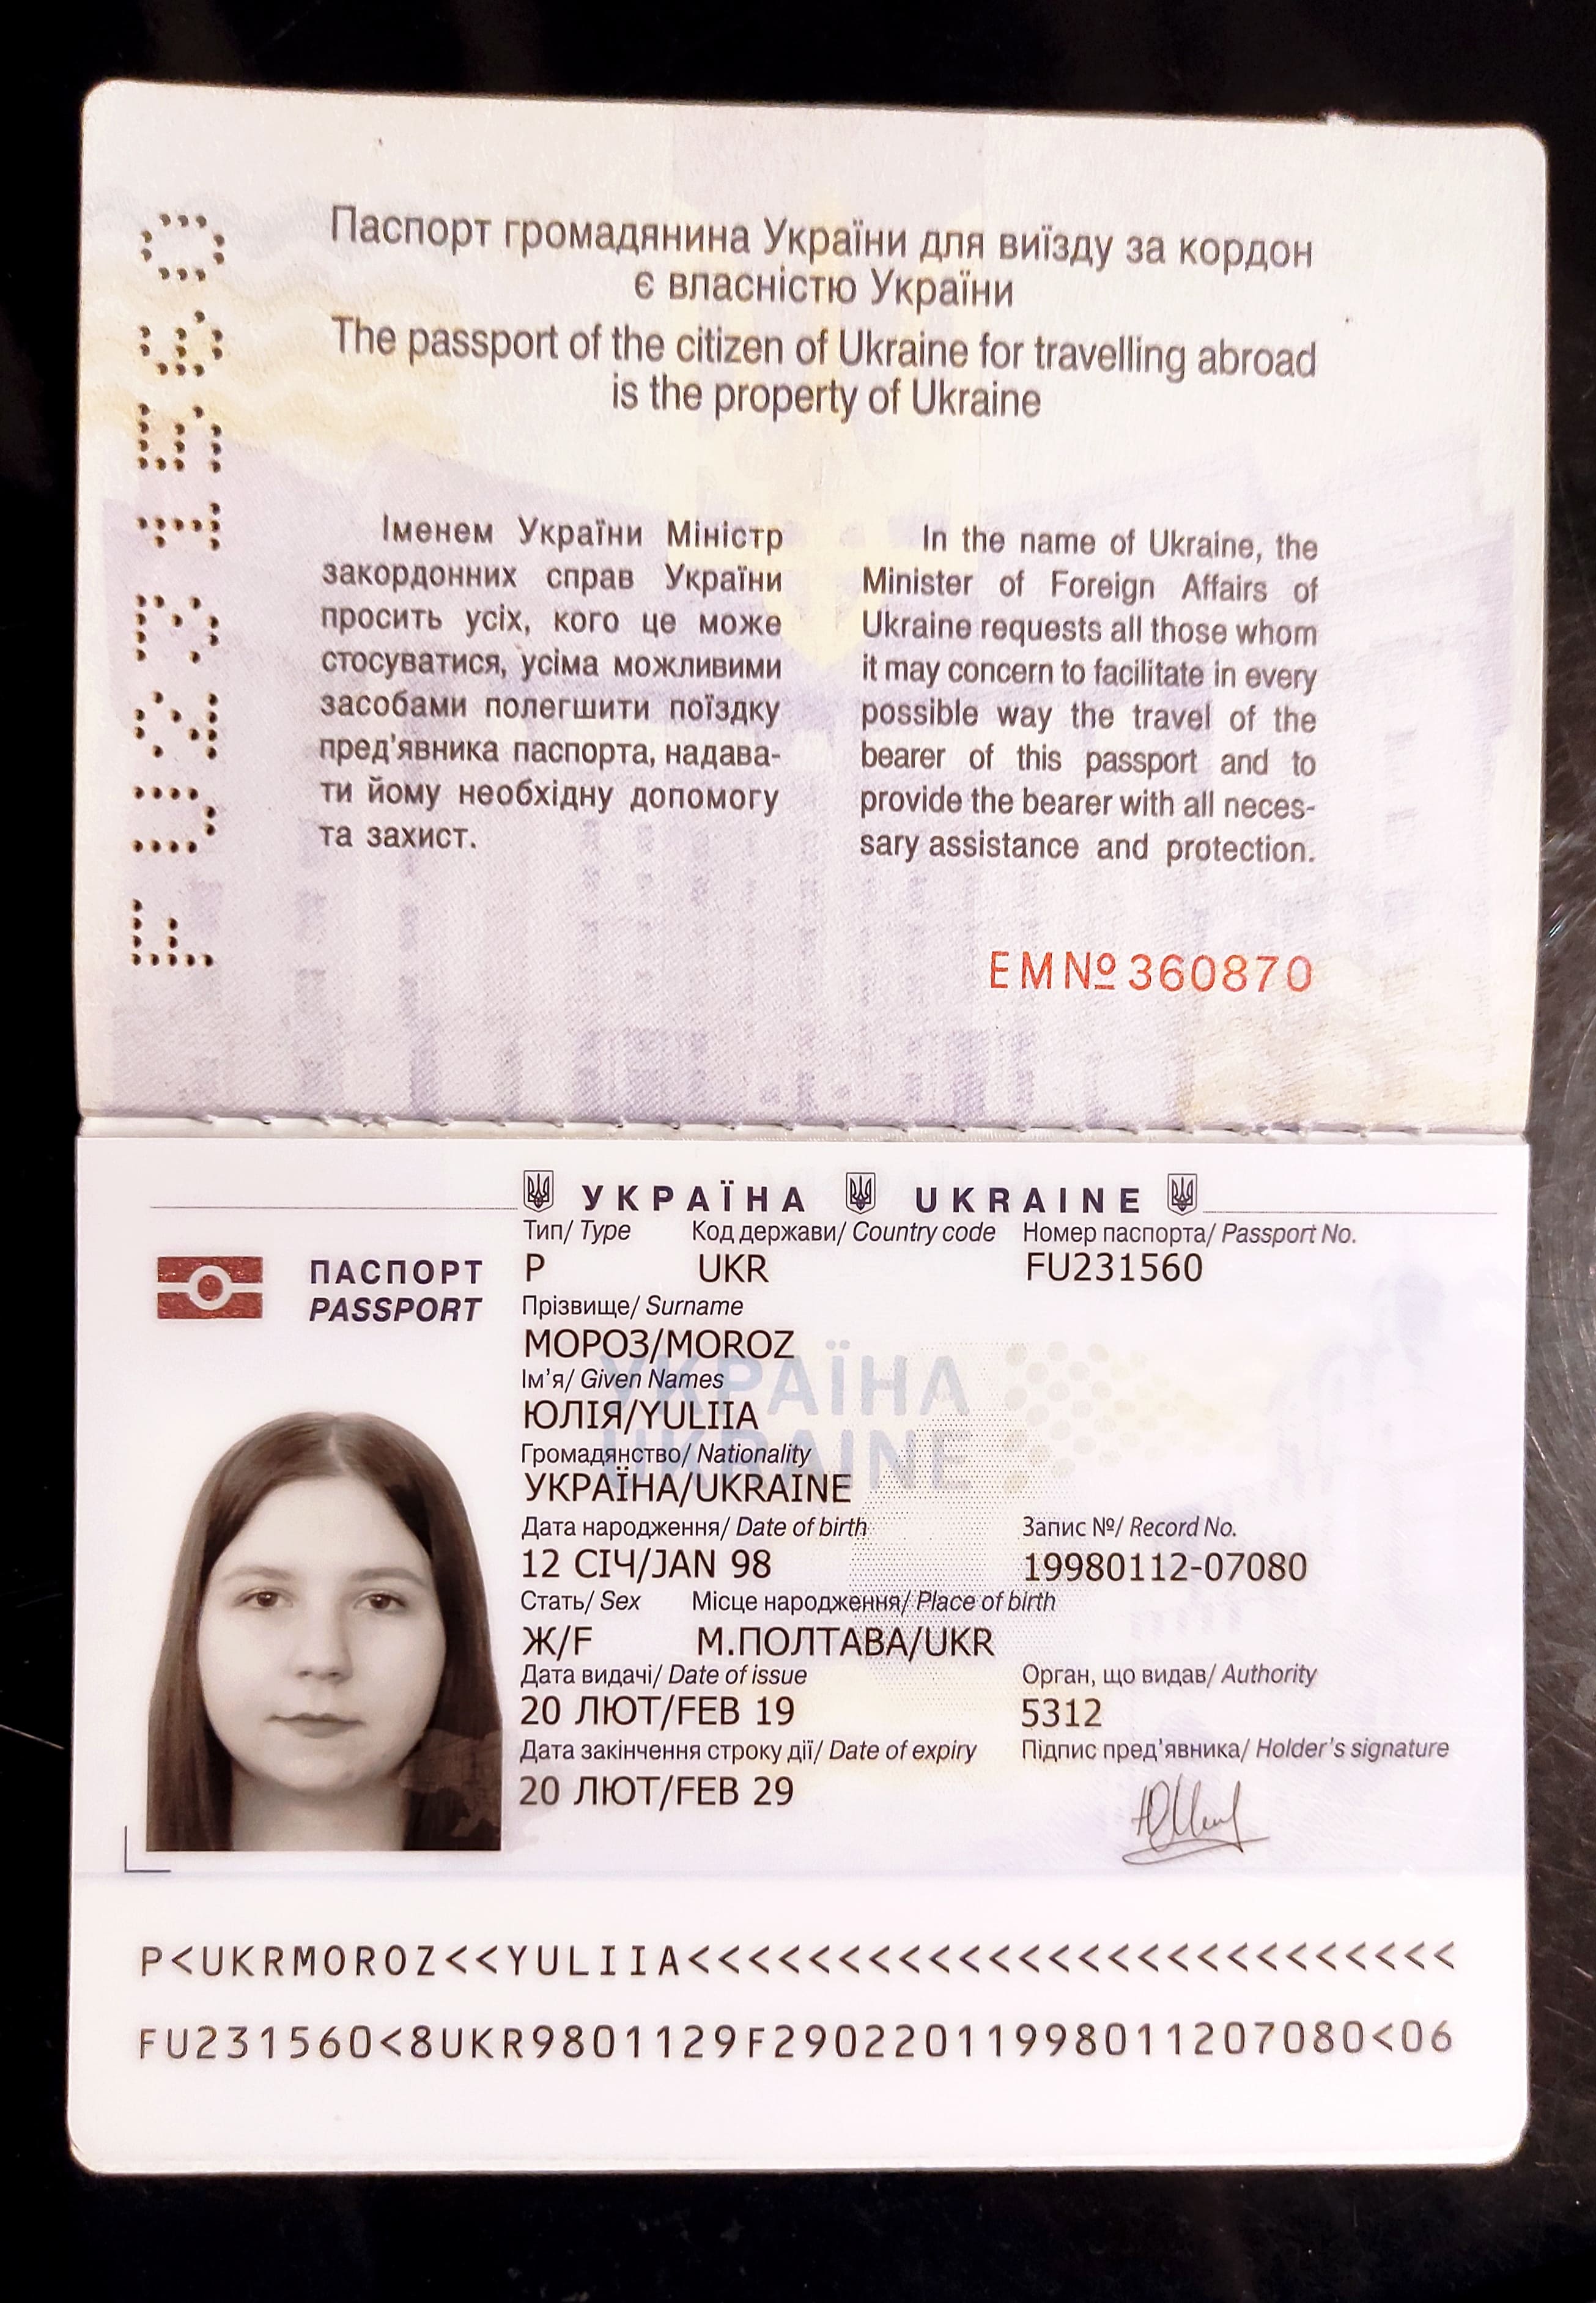 Паспорт громадянина України для виїзду за кордон
є власністю України
The passport of the citizen of Ukraine for travelling abroad
is the property of Ukraine
Іменем України Міністр
закордонних справ України
просить усіх, кого це може
стосуватися, усіма можливими
засобами полегшити поїздку
пред'явника паспорта, надава-
ти йому необхідну допомогу
та захист.
In the name of Ukraine, the
Minister of Foreign Affairs of
Ukraine requests all those whom
it may concern to facilitate in every
possible way the travel of the
bearer of this passport and to
provide the bearer with all neces-
sary assistance and protection.
EM№360870
FU231560
УКРАЇНА UKRAINE
Тип/ Type Код держави/ Country code Номер паспорта/ Passport No.
ПАСПОРТ P UKR FU231560
PASSPORT
Прізвище/ Surname
МОРОЗ/MOROZ
Ім'я/ Given Names
ЮЛІЯ/YULIIA
Громадянство/ Nationality
УКРАЇНА/UKRAINE
УКРАЇНА
UKRAINE
Дата народження/ Date of birth Запис №/ Record No.
12 СІЧ/JAN 98 19980112-07080
Стать/ Sex Місце народження/ Place of birth
Ж/F М.ПОЛТАВА/UKR
Дата видачі/ Date of issue Орган, що видав/ Authority
20 ЛЮТ/FEB 19 5312
Дата закінчення строку дії/ Date of expiry Підпис пред'явника/ Holder's signature
20 ЛЮТ/FEB 29
P<UKRMOROZ<<YULIIA<<<<<<<<<<<<<<<<<<<<<<<<<<
FU231560<8UKR9801129F2902201199801120​7080<06